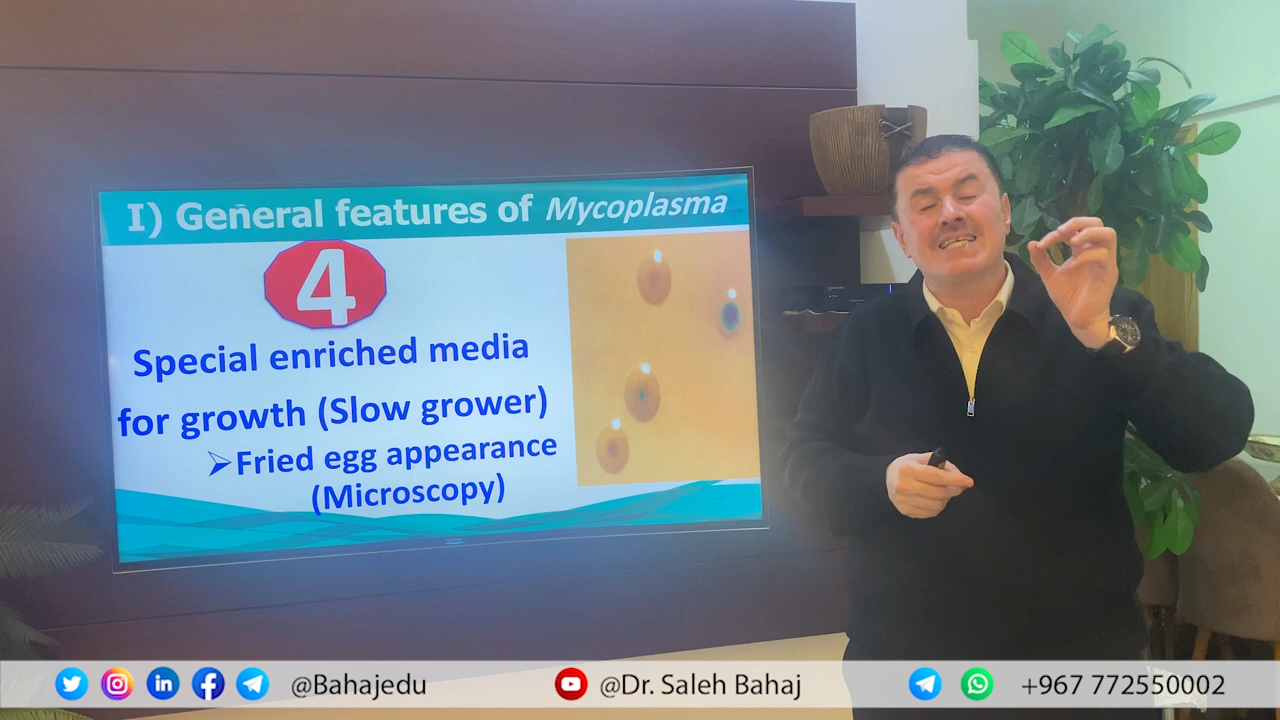 I) General features of Mycoplasma
4
Special enriched media
for growth (Slow grower)
➢Fried egg appearance
(Microscopy)
@Bahajedu
@Dr. Saleh Bahaj
+967 772550002